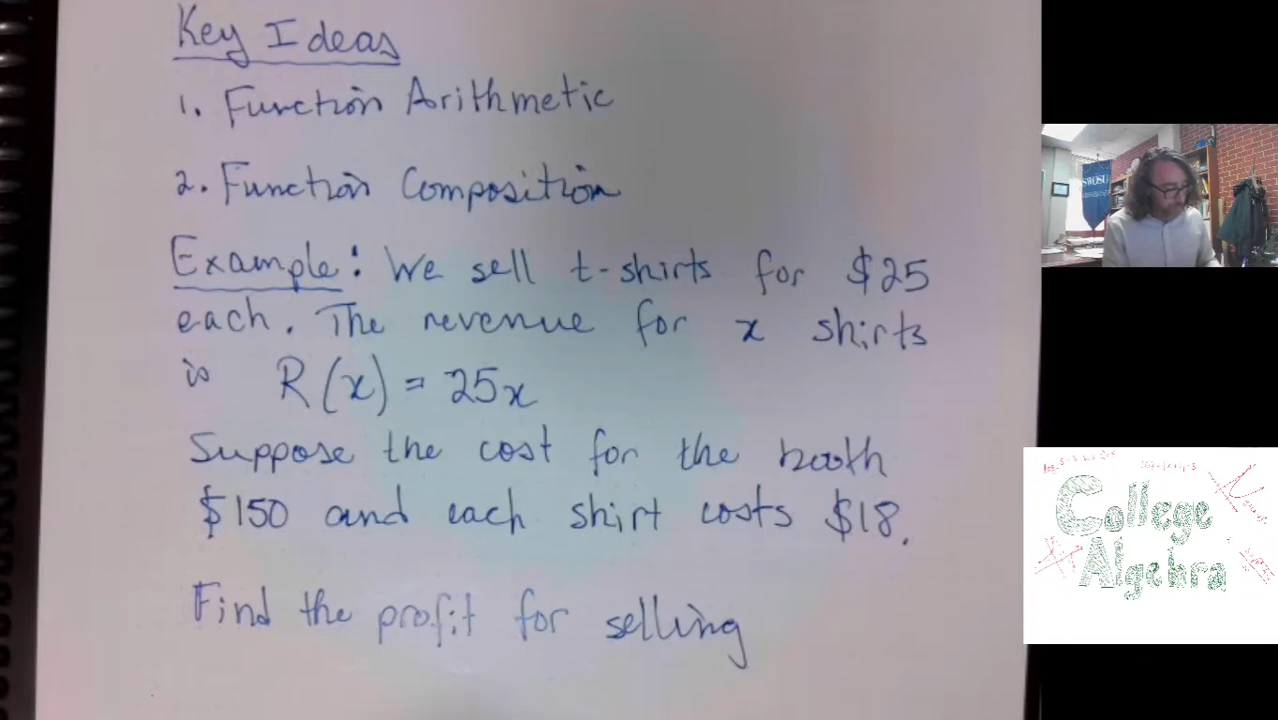 Key Ideas
1. Function Arithmetic
2. Function Composition
Example: We sell t-shirts for $25
each. The revenue for x shirts
is R(x) = 25x
Suppose the cost for the booth
$150 and each shirt costs $18.
Find the profit for selling
SWOSU
College
Algebra